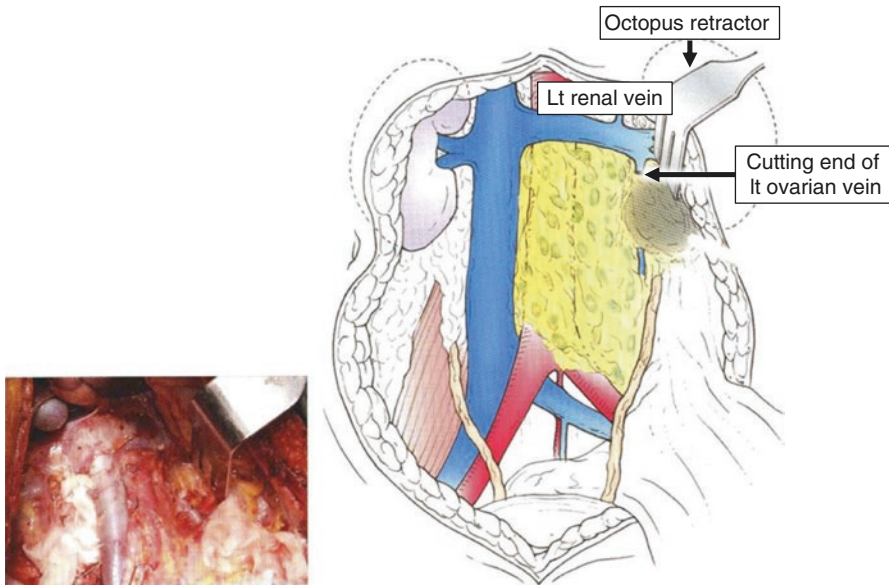 Octopus retractor
Lt renal vein
Cutting end of
lt ovarian vein